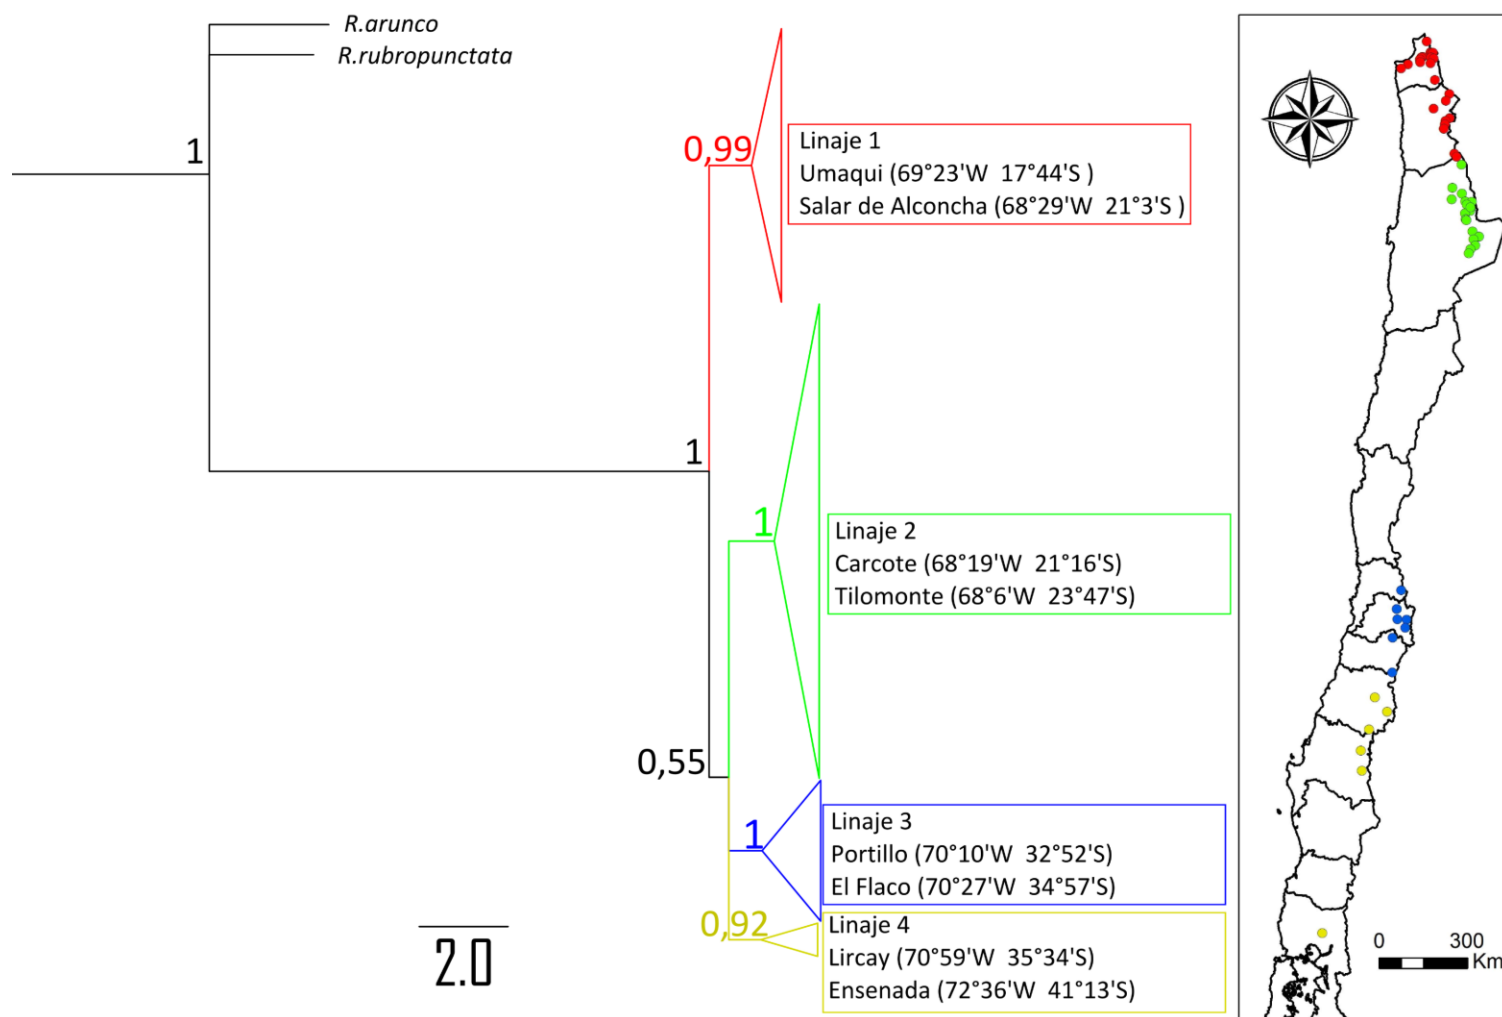 R.arunco
R.rubropunctata
1
0,99
Linaje 1
Umaqui (69°23'W 17°44'S )
Salar de Alconcha (68°29'W 21°3'S )
1
1
Linaje 2
Carcote (68°19'W 21°16'S)
Tilomonte (68°6'W 23°47'S)
0,55
1
Linaje 3
Portillo (70°10'W 32°52'S)
El Flaco (70°27'W 34°57'S)
0,92
Linaje 4
Lircay (70°59'W 35°34'S)
Ensenada (72°36'W 41°13'S)
2.0
0 300
Km